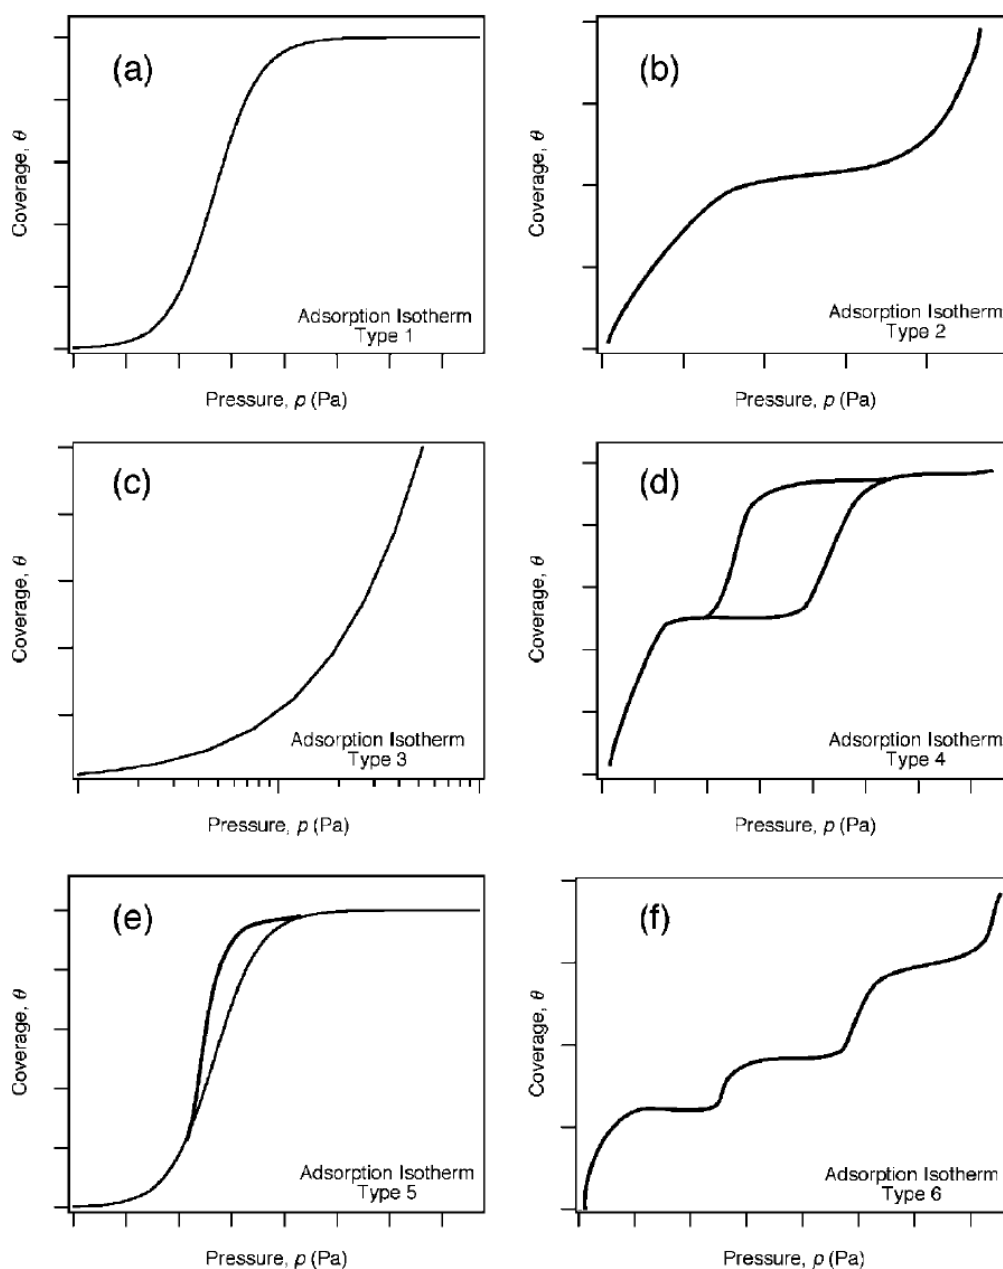 (a)
Coverage, θ
Adsorption Isotherm
Type 1
Pressure, p (Pa)
(b)
Coverage, θ
Adsorption Isotherm
Type 2
Pressure, p (Pa)
(c)
Coverage, θ
Adsorption Isotherm
Type 3
Pressure, p (Pa)
(d)
Coverage, θ
Adsorption Isotherm
Type 4
Pressure, p (Pa)
(e)
Coverage, θ
Adsorption Isotherm
Type 5
Pressure, p (Pa)
(f)
Coverage, θ
Adsorption Isotherm
Type 6
Pressure, p (Pa)